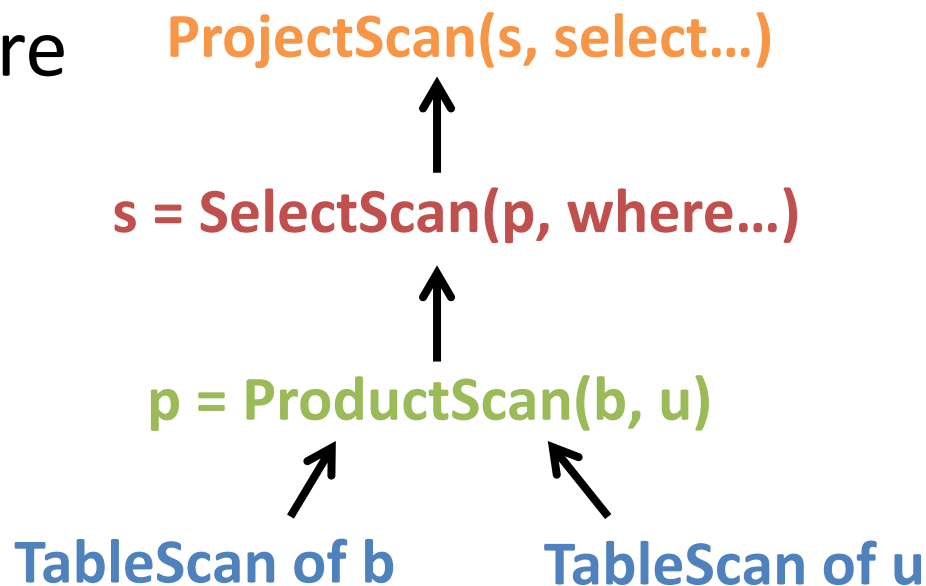 re
ProjectScan(s, select…)
s = SelectScan(p, where…)
p = ProductScan(b, u)
TableScan of b
TableScan of u